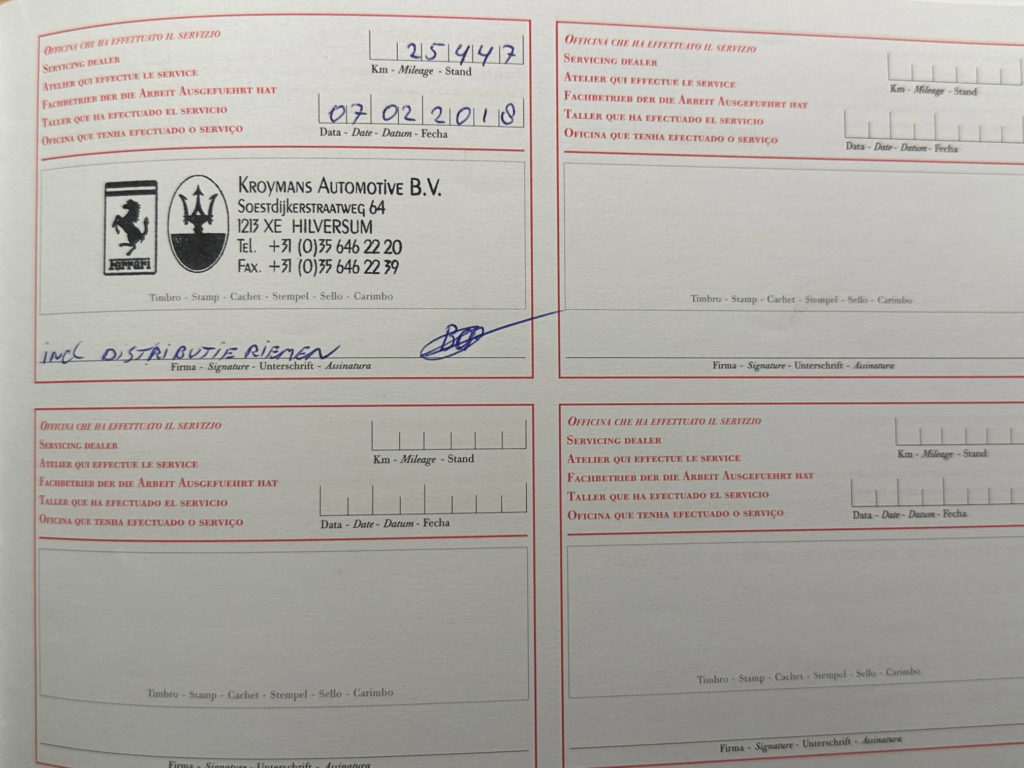 Officina che ha effettuato il servizio
Servicing dealer
Atelier qui effectue le service
Fachbetrieb der die Arbeit Ausgefuehrt hat
Taller que ha efectuado el servicio
Oficina que tenha efectuado o serviço
25447
Km - Mileage - Stand
07 02 2018
Data - Date - Datum - Fecha
Ferrari
Kroymans Automotive B.V.
Soestdijkerstraatweg 64
1213 XE HILVERSUM
Tel. +31 (0)35 646 22 20
Fax. +31 (0)35 646 22 39
Timbro - Stamp - Cachet - Stempel - Sello - Carimbo
incl DISTRIBUTIE RIEMEN
Firma - Signature - Unterschrift - Assinatura
Officina che ha effettuato il servizio
Servicing dealer
Atelier qui effectue le service
Fachbetrieb der die Arbeit Ausgefuehrt hat
Taller que ha efectuado el servicio
Oficina que tenha efectuado o serviço
Km - Mileage - Stand
Data - Date - Datum - Fecha
Timbro - Stamp - Cachet - Stempel - Sello - Carimbo
Firma - Signature - Unterschrift - Assinatura
Officina che ha effettuato il servizio
Servicing dealer
Atelier qui effectue le service
Fachbetrieb der die Arbeit Ausgefuehrt hat
Taller que ha efectuado el servicio
Oficina que tenha efectuado o serviço
Km - Mileage - Stand
Data - Date - Datum - Fecha
Timbro - Stamp - Cachet - Stempel - Sello - Carimbo
Firma - Signature - Unterschrift - Assinatura
Officina che ha effettuato il servizio
Servicing dealer
Atelier qui effectue le service
Fachbetrieb der die Arbeit Ausgefuehrt hat
Taller que ha efectuado el servicio
Oficina que tenha efectuado o serviço
Km - Mileage - Stand
Data - Date - Datum - Fecha
Timbro - Stamp - Cachet - Stempel - Sello - Carimbo
Firma - Signature - Unterschrift - Assinatura